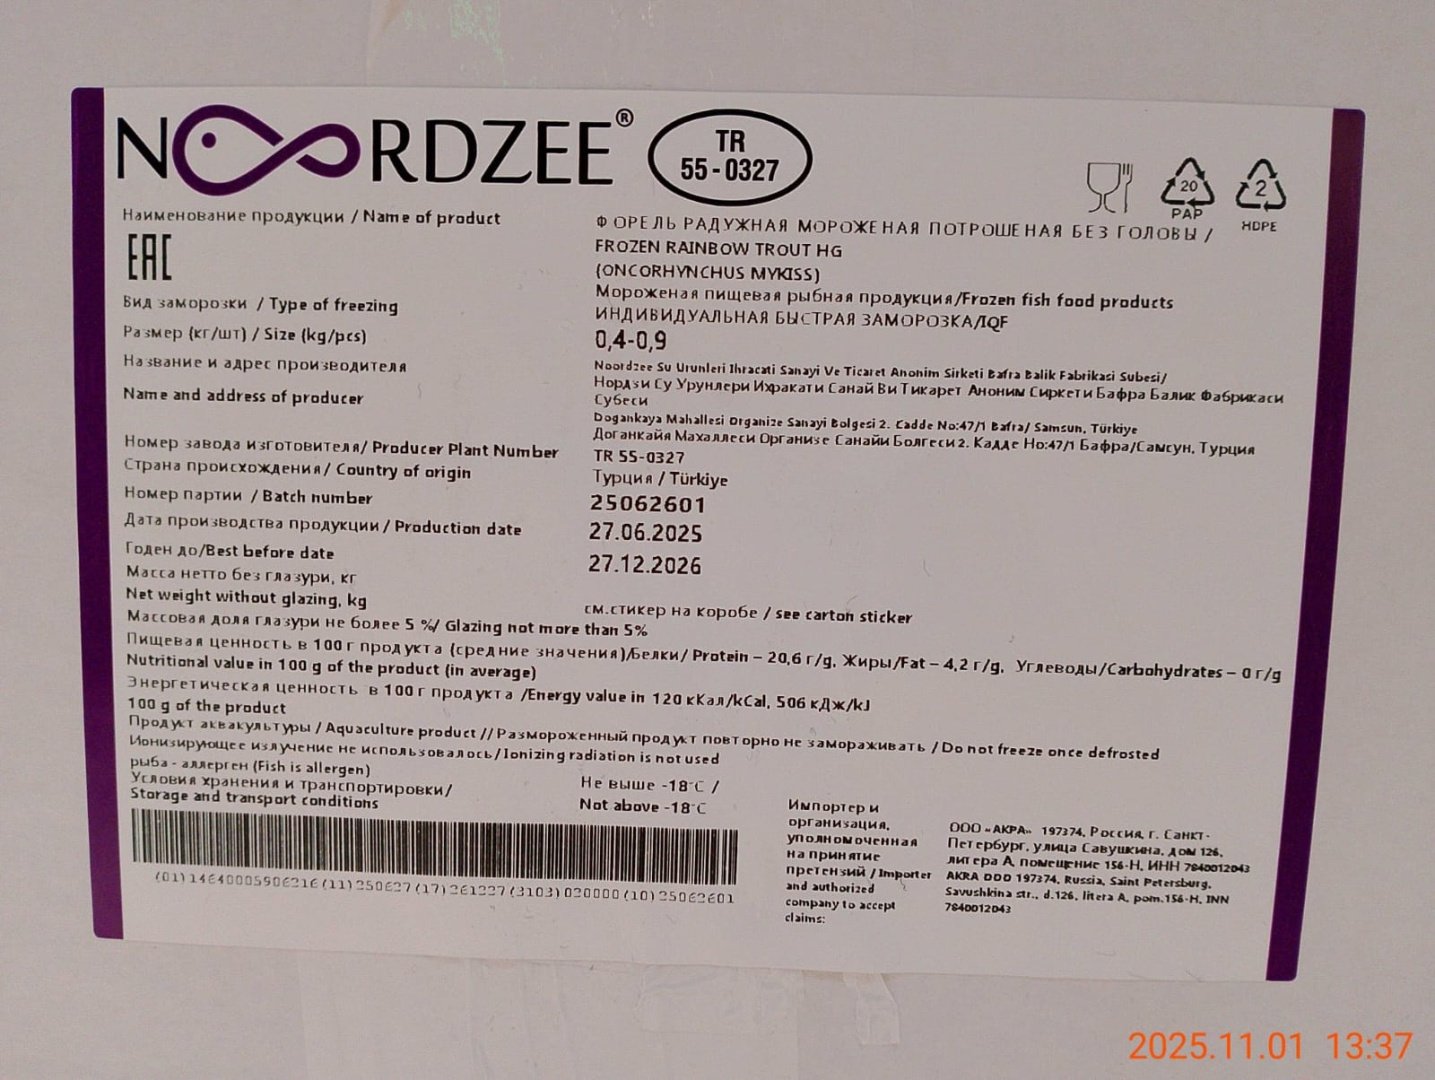 NOORDZEE®
TR
55-0327
20
PAP
2
HDPE
Наименование продукции / Name of product
ФОРЕЛЬ РАДУЖНАЯ МОРОЖЕНАЯ ПОТРОШЕНАЯ БЕЗ ГОЛОВЫ /
FROZEN RAINBOW TROUT HG
(ONCORHYNCHUS MYKISS)
EAC
Мороженая пищевая рыбная продукция/Frozen fish food products
Вид заморозки / Type of freezing
ИНДИВИДУАЛЬНАЯ БЫСТРАЯ ЗАМОРОЗКА/IQF
Размер (кг/шт) / Size (kg/pcs)
0,4-0,9
Название и адрес производителя
Name and address of producer
Noordzee Su Urunleri Ihracati Sanayi Ve Ticaret Anonim Sirketi Bafra Balik Fabrikasi Subesi/
Нордзи Су Урунлери Ихракати Санай Ви Тикарет Аноним Сиркети Бафра Балик Фабрикаси
Субеси
Dogankaya Mahallesi Organize Sanayi Bolgesi 2. Cadde No:47/1 Bafra/ Samsun, Türkiye
Доганкайя Махаллеси Органисе Санайи Болгеси 2. Кадде Но:47/1 Бафра/Самсун, Турция
Номер завода изготовителя/ Producer Plant Number
TR 55-0327
Страна происхождения/ Country of origin
Турция / Türkiye
Номер партии / Batch number
25062601
Дата производства продукции / Production date
27.06.2025
Годен до/Best before date
27.12.2026
Масса нетто без глазури, кг
Net weight without glazing, kg
см.стикер на коробе / see carton sticker
Массовая доля глазури не более 5 %/ Glazing not more than 5%
Пищевая ценность в 100 г продукта (средние значения)/Белки/ Protein – 20,6 г/g, Жиры/Fat – 4,2 г/g, Углеводы/Carbohydrates – 0 г/g
Nutritional value in 100 g of the product (in average)
Энергетическая ценность в 100 г продукта /Energy value in 120 кКал/kCal, 506 кДж/kJ
100 g of the product
Продукт аквакультуры / Aquaculture product // Размороженный продукт повторно не замораживать / Do not freeze once defrosted
Ионизирующее излучение не использовалось/ Ionizing radiation is not used
рыба - аллерген (Fish is allergen)
Условия хранения и транспортировки/
Storage and transport conditions
Не выше -18°C /
Not above -18°C
(01)14640005906216(11)250627(17)261227(3103)020000(10)25062601
Импортер и
организация,
уполномоченная
на принятие
претензий / Importer
and authorized
company to accept
claims:
ООО «АКРА» 197374, Россия, г. Санкт-
Петербург, улица Савушкина, дом 126,
литера А, помещение 156-Н, ИНН 7840012043
AKRA OOO 197374, Russia, Saint Petersburg,
Savushkina str., d.126, litera A, pom.156-H, INN
7840012043
2025.11.01 13:37